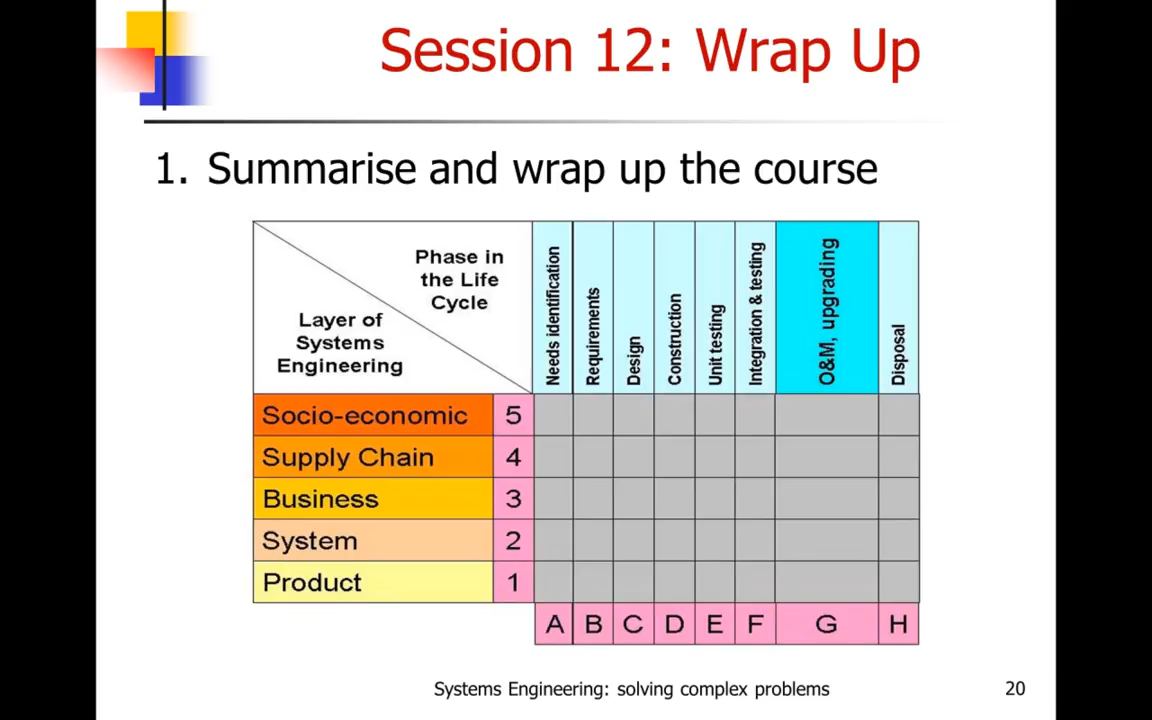 Session 12: Wrap Up
1. Summarise and wrap up the course
Phase in
the Life
Cycle
Layer of
Systems
Engineering
Needs identification
Requirements
Design
Construction
Unit testing
Integration & testing
O&M, upgrading
Disposal
Socio-economic 5
Supply Chain 4
Business 3
System 2
Product 1
A B C D E F G H
Systems Engineering: solving complex problems 20